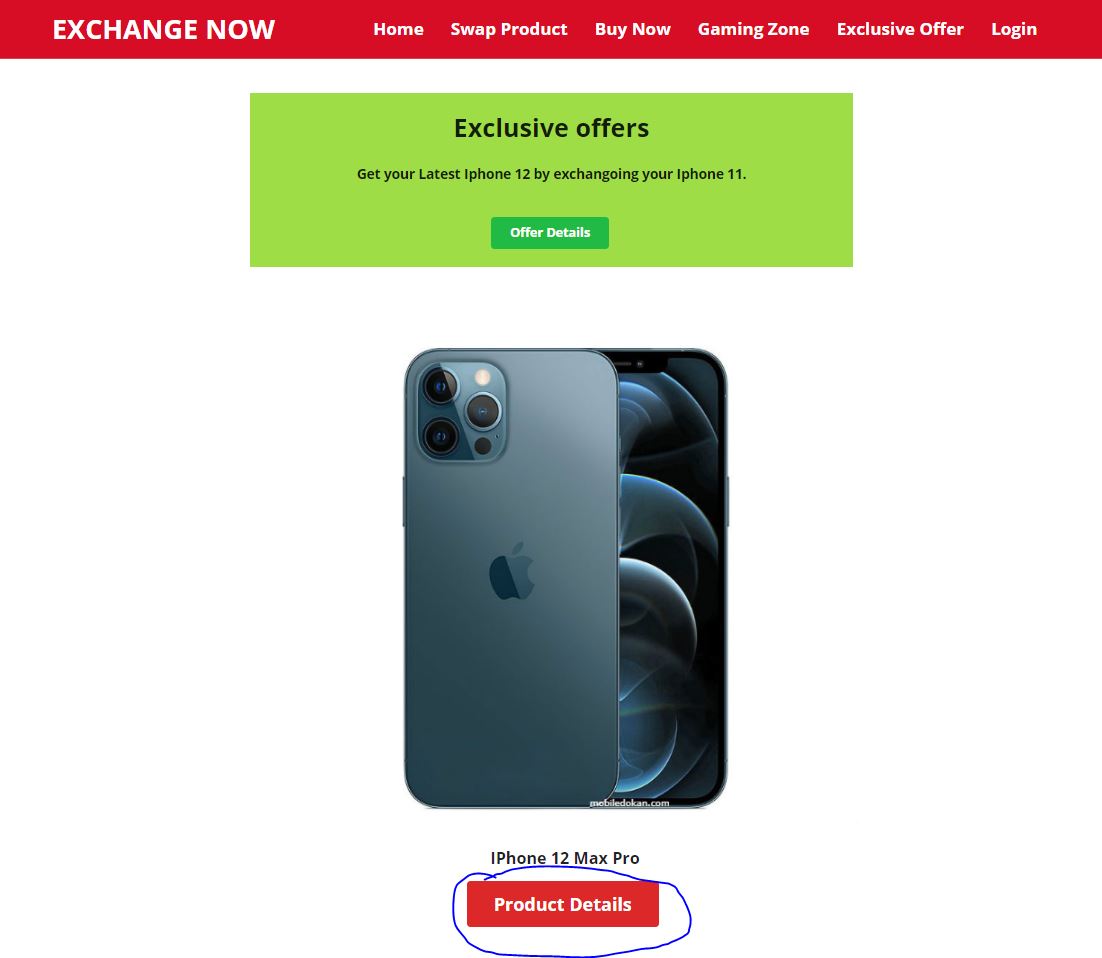 EXCHANGE NOW Home Swap Product Buy Now Gaming Zone Exclusive Offer Login
Exclusive offers
Get your Latest Iphone 12 by exchangoing your Iphone 11.
Offer Details
mobiledokan.com
IPhone 12 Max Pro
Product Details